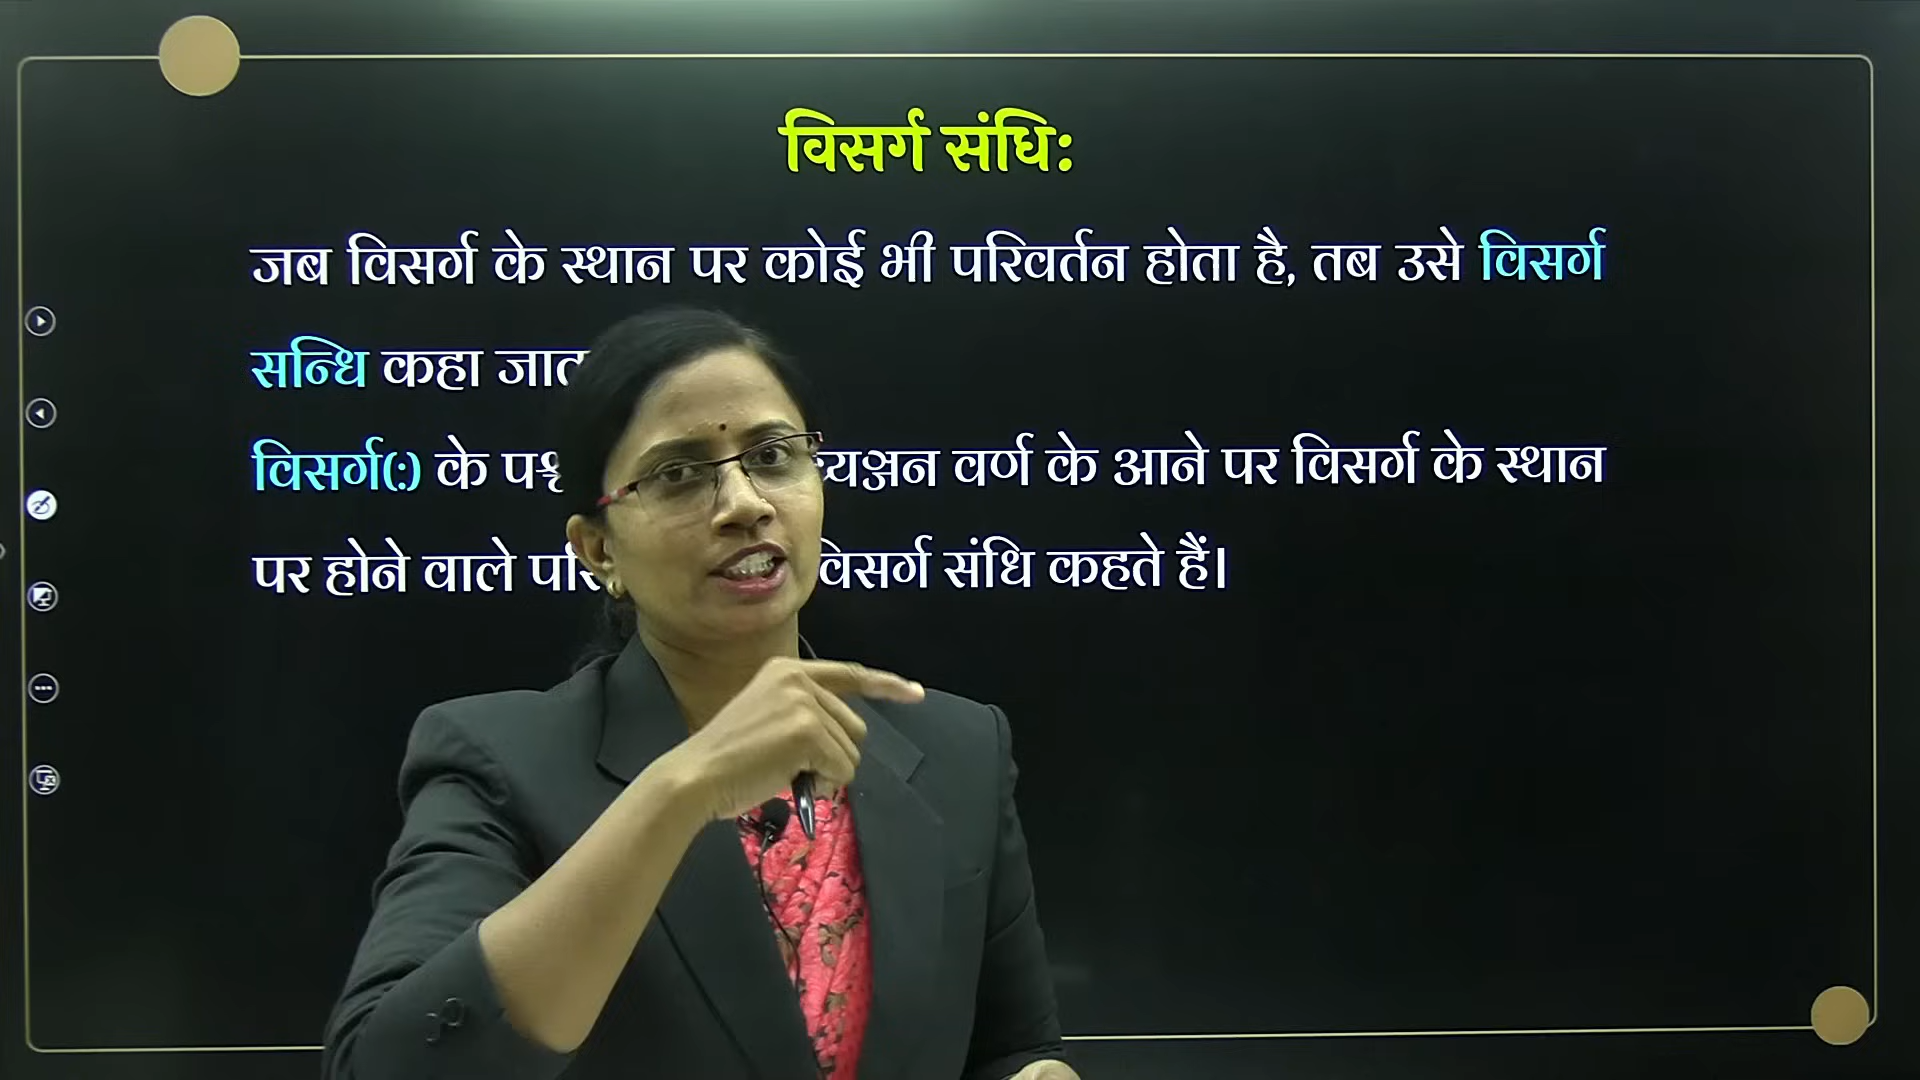 विसर्ग संधि:
जब विसर्ग के स्थान पर कोई भी परिवर्तन होता है, तब उसे विसर्ग
सन्धि कहा
विसर्ग(:) के व्यञ्जन वर्ण के आने पर विसर्ग के स्थान
पर होने वाले विसर्ग संधि कहते हैं।